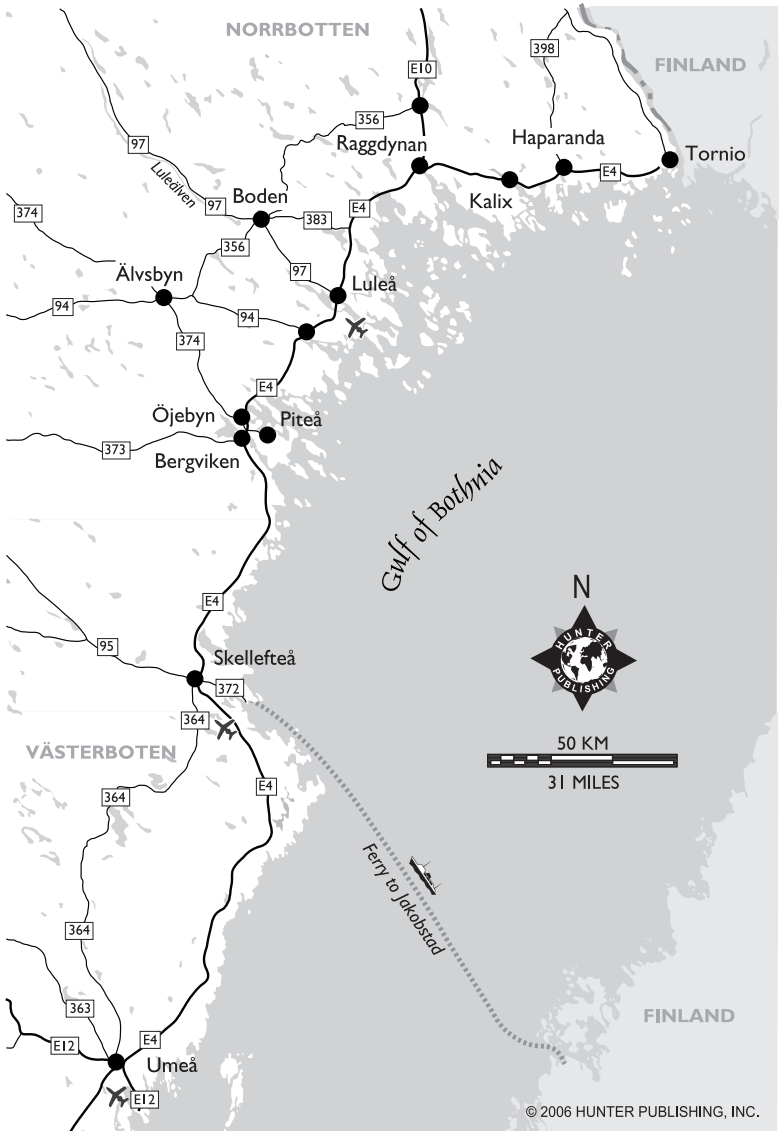 NORRBOTTEN
398
E10
FINLAND
356
97
Raggdynan
Haparanda
Tornio
E4
Luleälven
Kalix
Boden
97
374
E4
383
356
97
Älvsbyn
Luleå
94
94
374
E4
Öjebyn
Piteå
373
Bergviken
Gulf of Bothnia
N
HUNTER
PUBLISHING
E4
95
Skellefteå
372
364
VÄSTERBOTEN
50 KM
31 MILES
E4
364
Ferry to Jakobstad
364
363
FINLAND
E12
E4
Umeå
E12
© 2006 HUNTER PUBLISHING, INC.